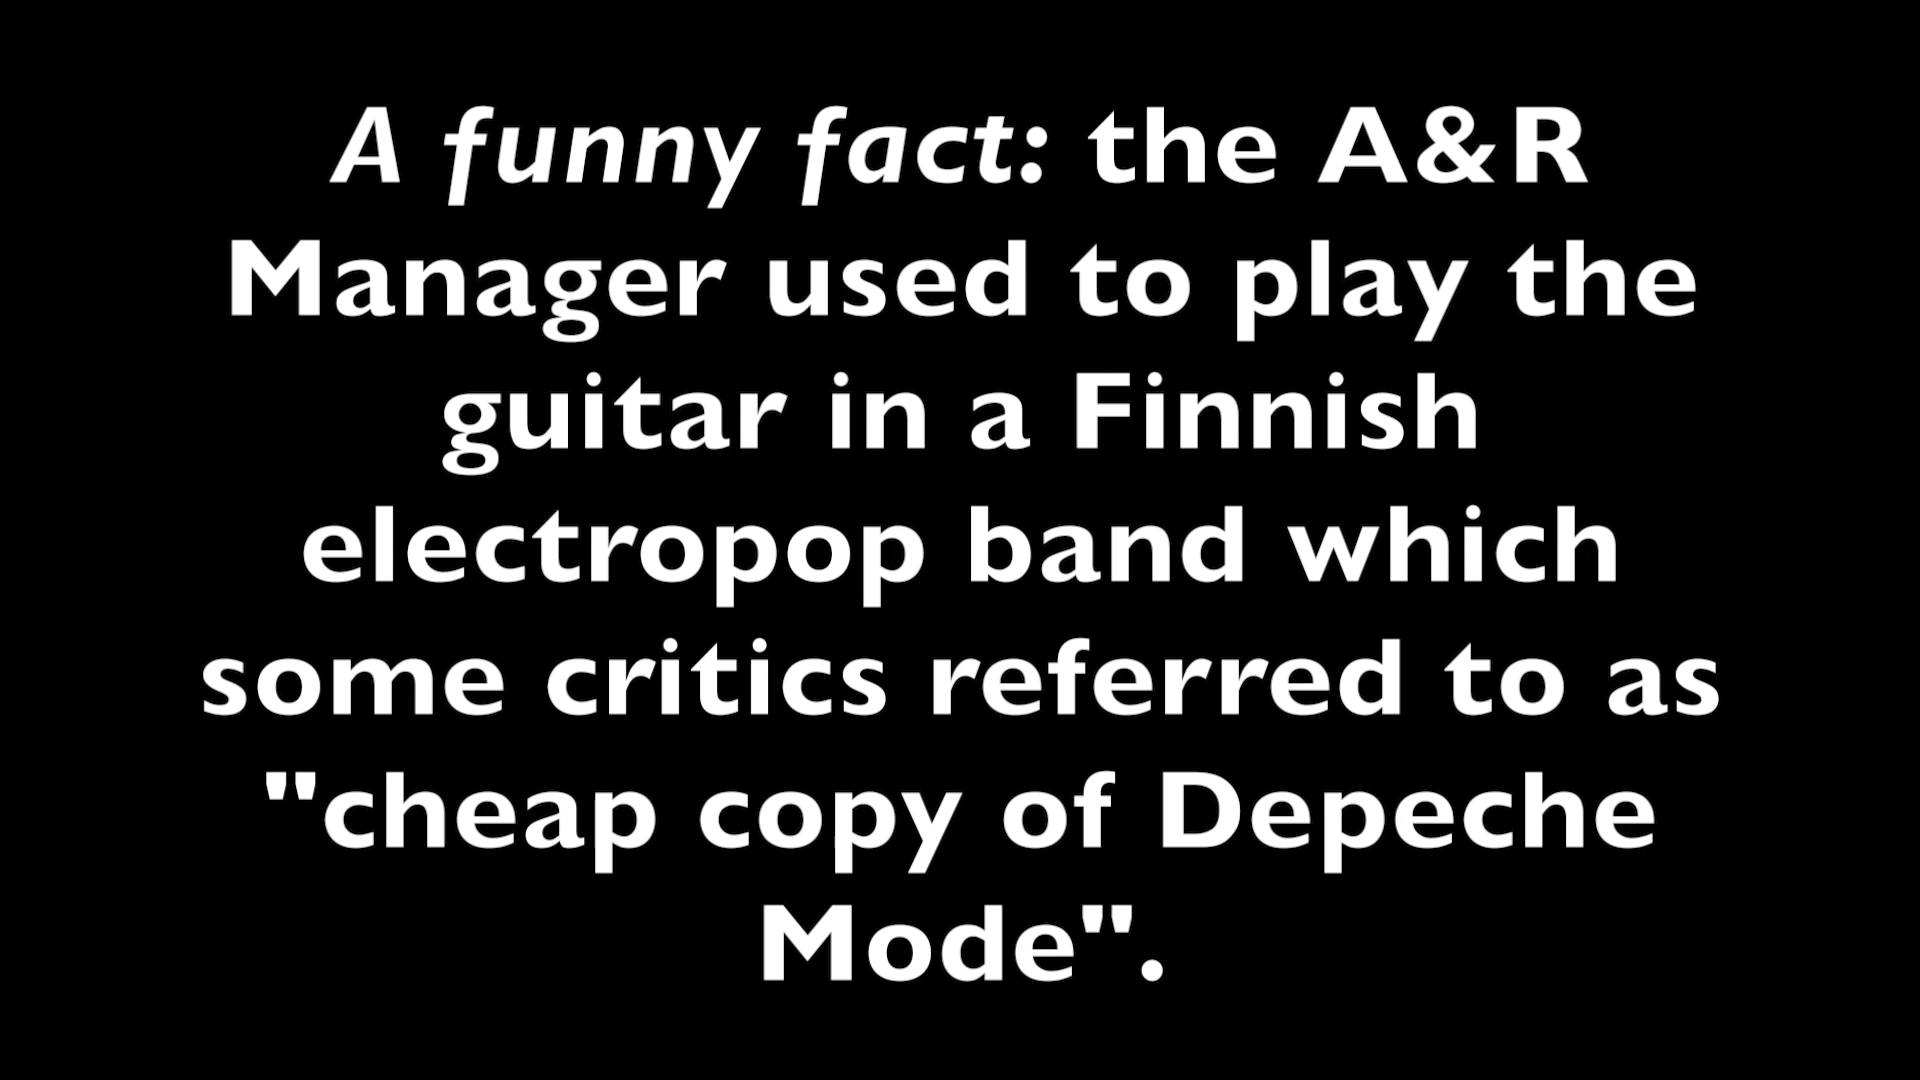 A funny fact: the A&R
Manager used to play the
guitar in a Finnish
electropop band which
some critics referred to as
"cheap copy of Depeche
Mode".